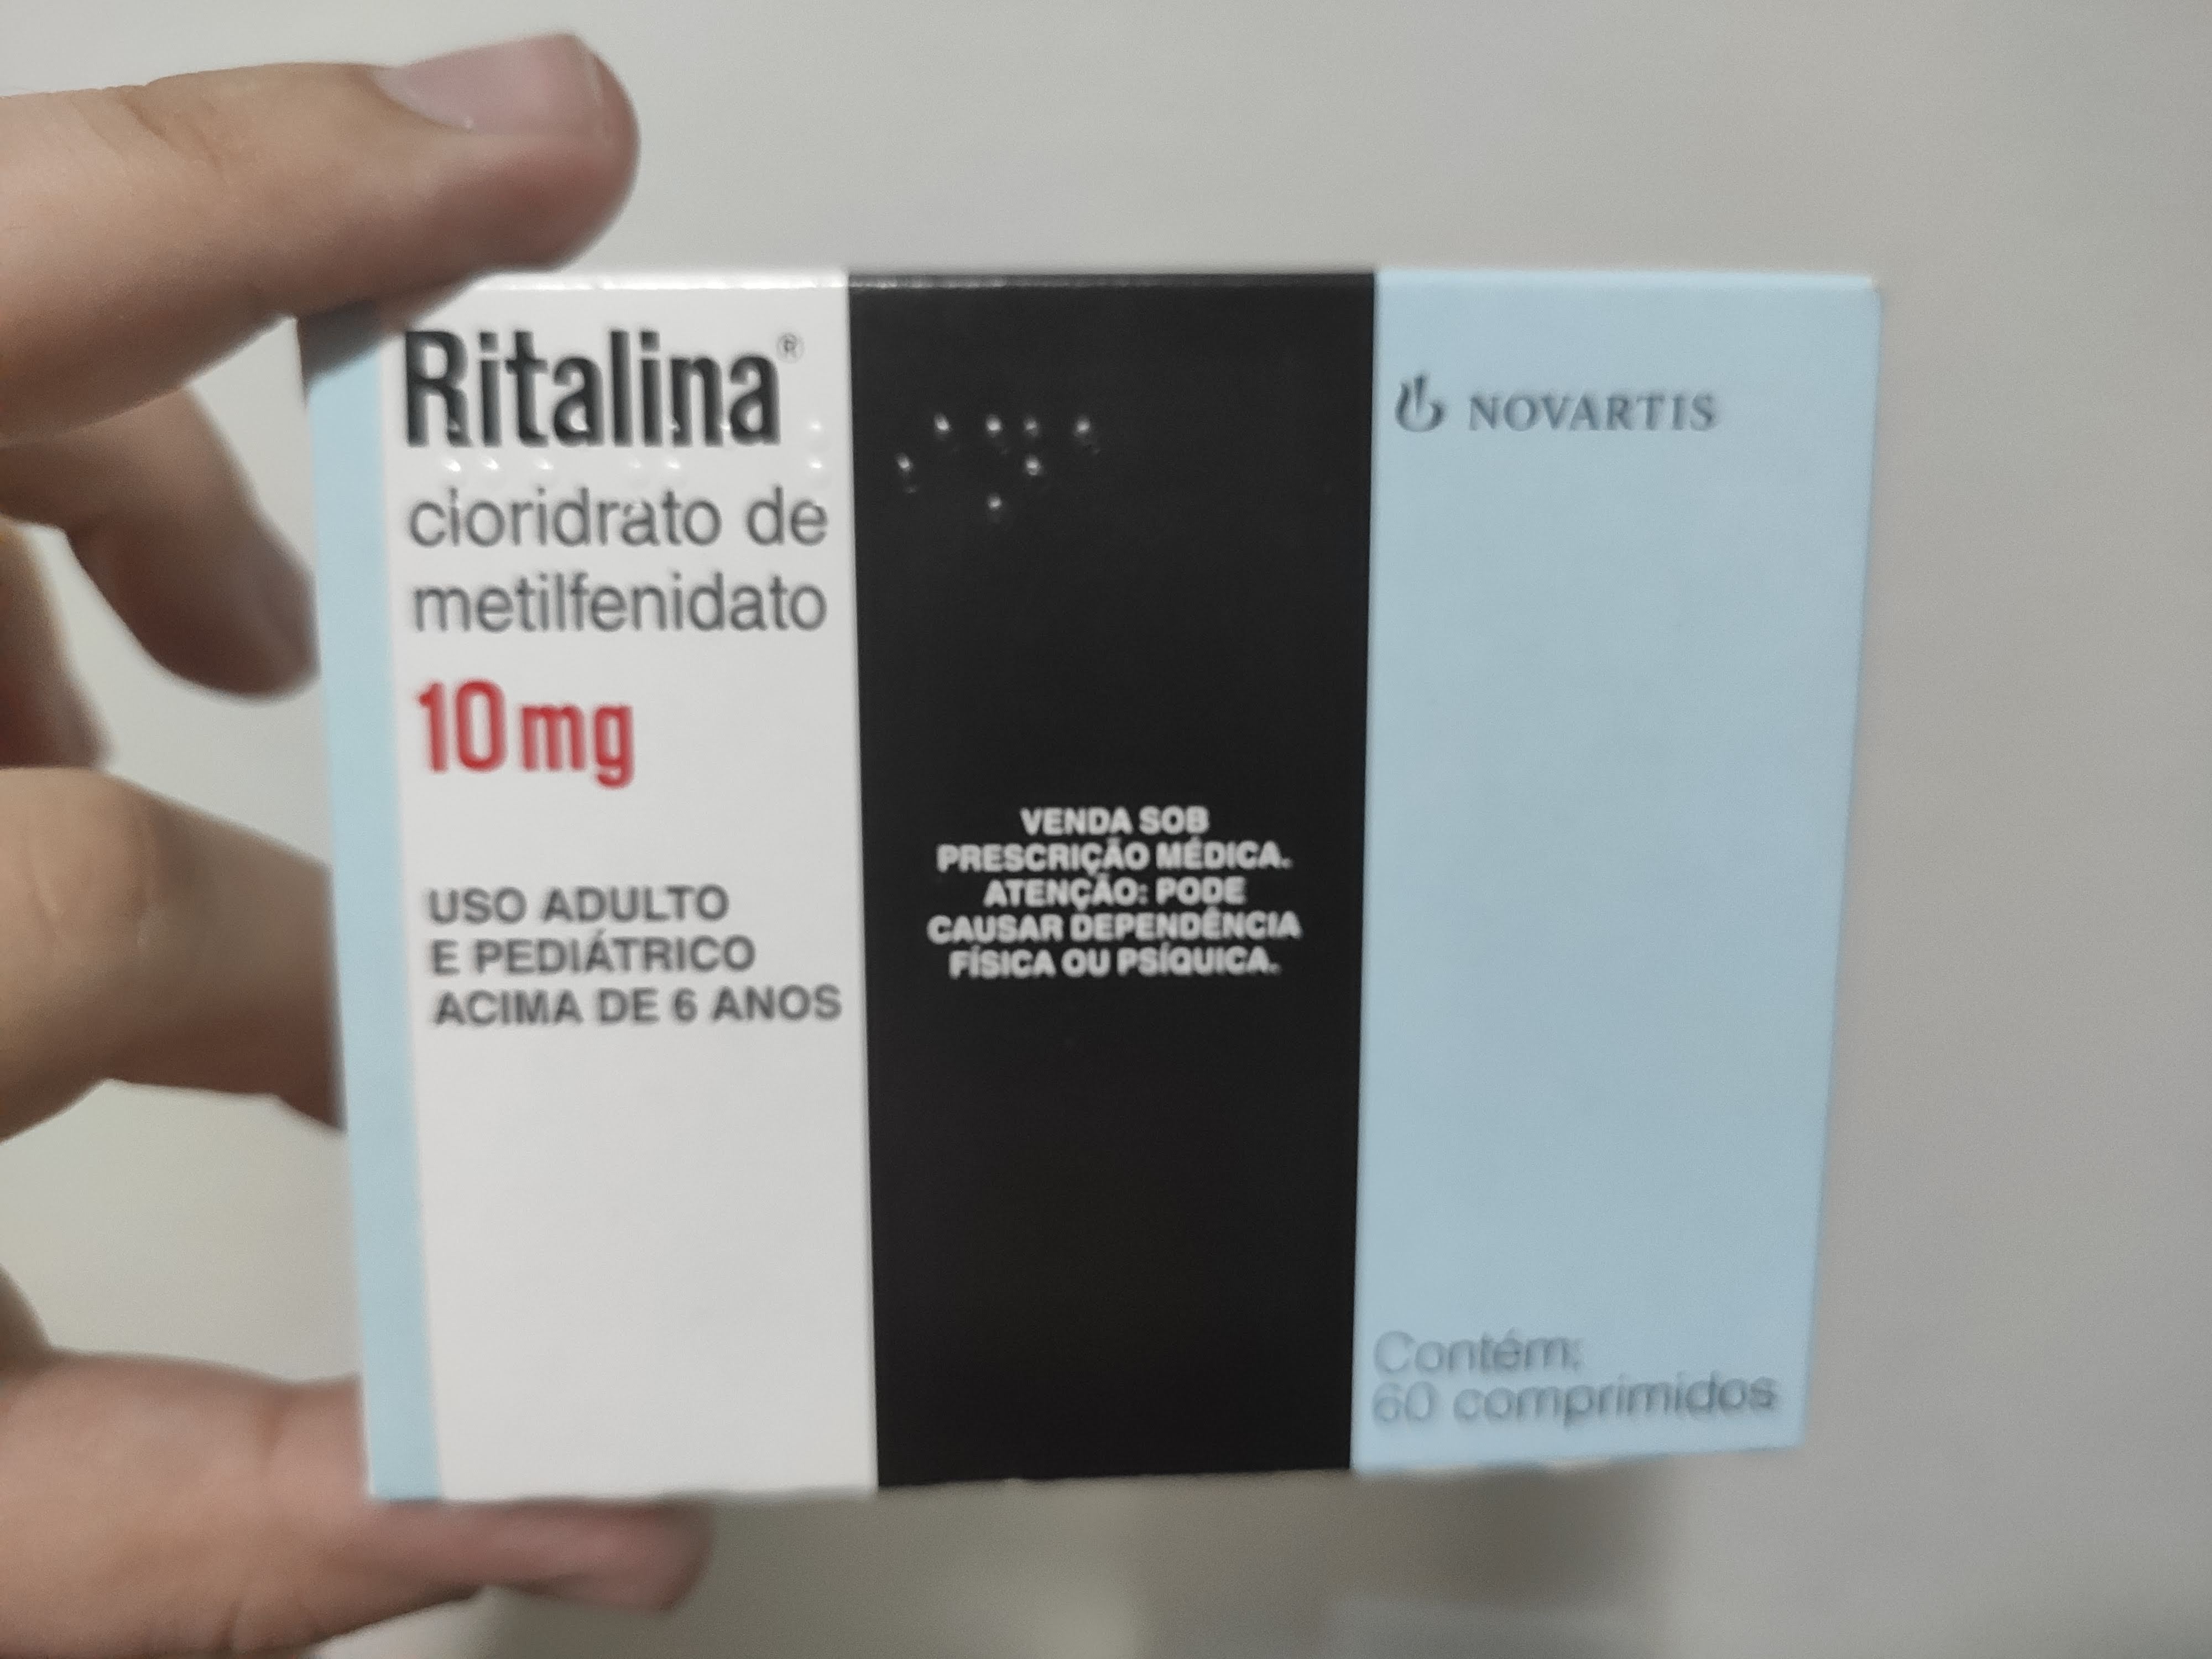 Ritalina®
cloridrato de
metilfenidato
10 mg
USO ADULTO
E PEDIÁTRICO
ACIMA DE 6 ANOS
VENDA SOB
PRESCRIÇÃO MÉDICA.
ATENÇÃO: PODE
CAUSAR DEPENDÊNCIA
FÍSICA OU PSÍQUICA.
NOVARTIS
Contém:
60 comprimidos